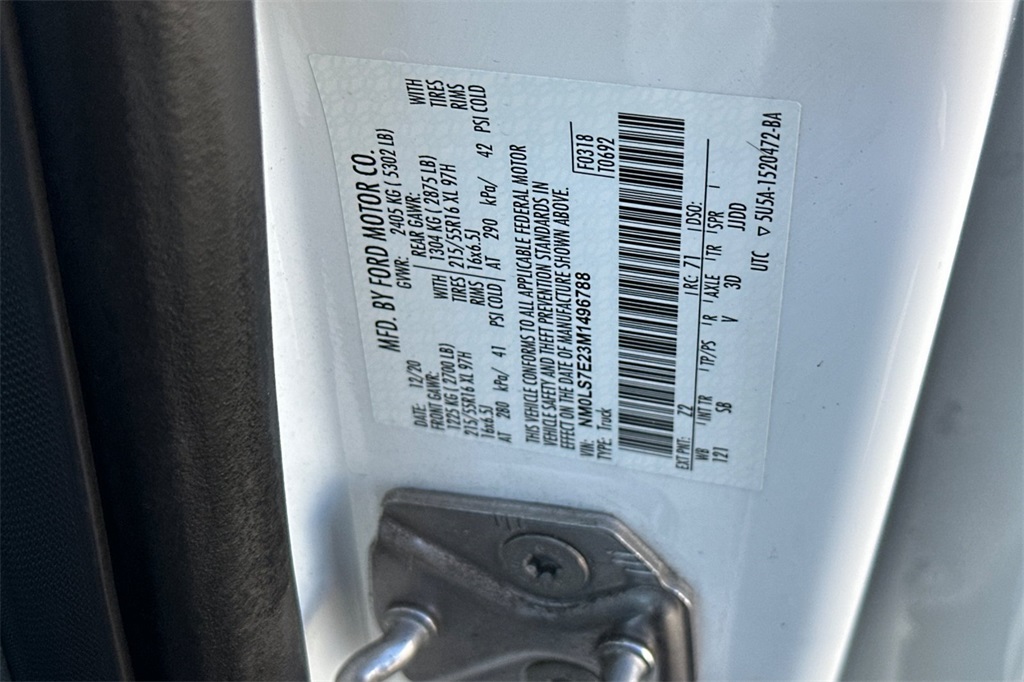 MFD. BY FORD MOTOR CO.
DATE: 12/20 GVWR: 2405 KG ( 5302 LB)
FRONT GAWR: REAR GAWR:
1225 KG ( 2700 LB) WITH 1304 KG ( 2875 LB) WITH
215/55R16 XL 97H TIRES 215/55R16 XL 97H TIRES
16x6.5J RIMS 16x6.5J RIMS
AT 280 kPa/ 41 PSI COLD AT 290 kPa/ 42 PSI COLD
THIS VEHICLE CONFORMS TO ALL APPLICABLE FEDERAL MOTOR
VEHICLE SAFETY AND THEFT PREVENTION STANDARDS IN
EFFECT ON THE DATE OF MANUFACTURE SHOWN ABOVE.
VIN: NM0LS7E23M1496788 F0318
TYPE: Truck T0692
EXT PNT: Z2 RC: 71 DSO:
WB INT TR TP/PS R AXLE TR SPR
121 SB V 3D JJDD
UTC ▽ 5U5A-1520472-BA